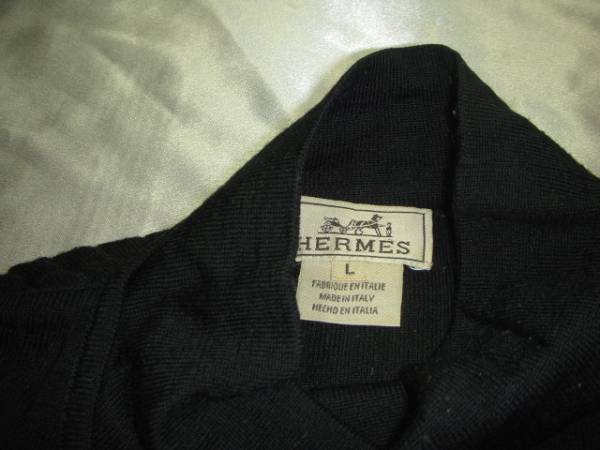 HERMES
L
FABRIQUE EN ITALIE
MADE IN ITALY
HECHO EN ITALIA